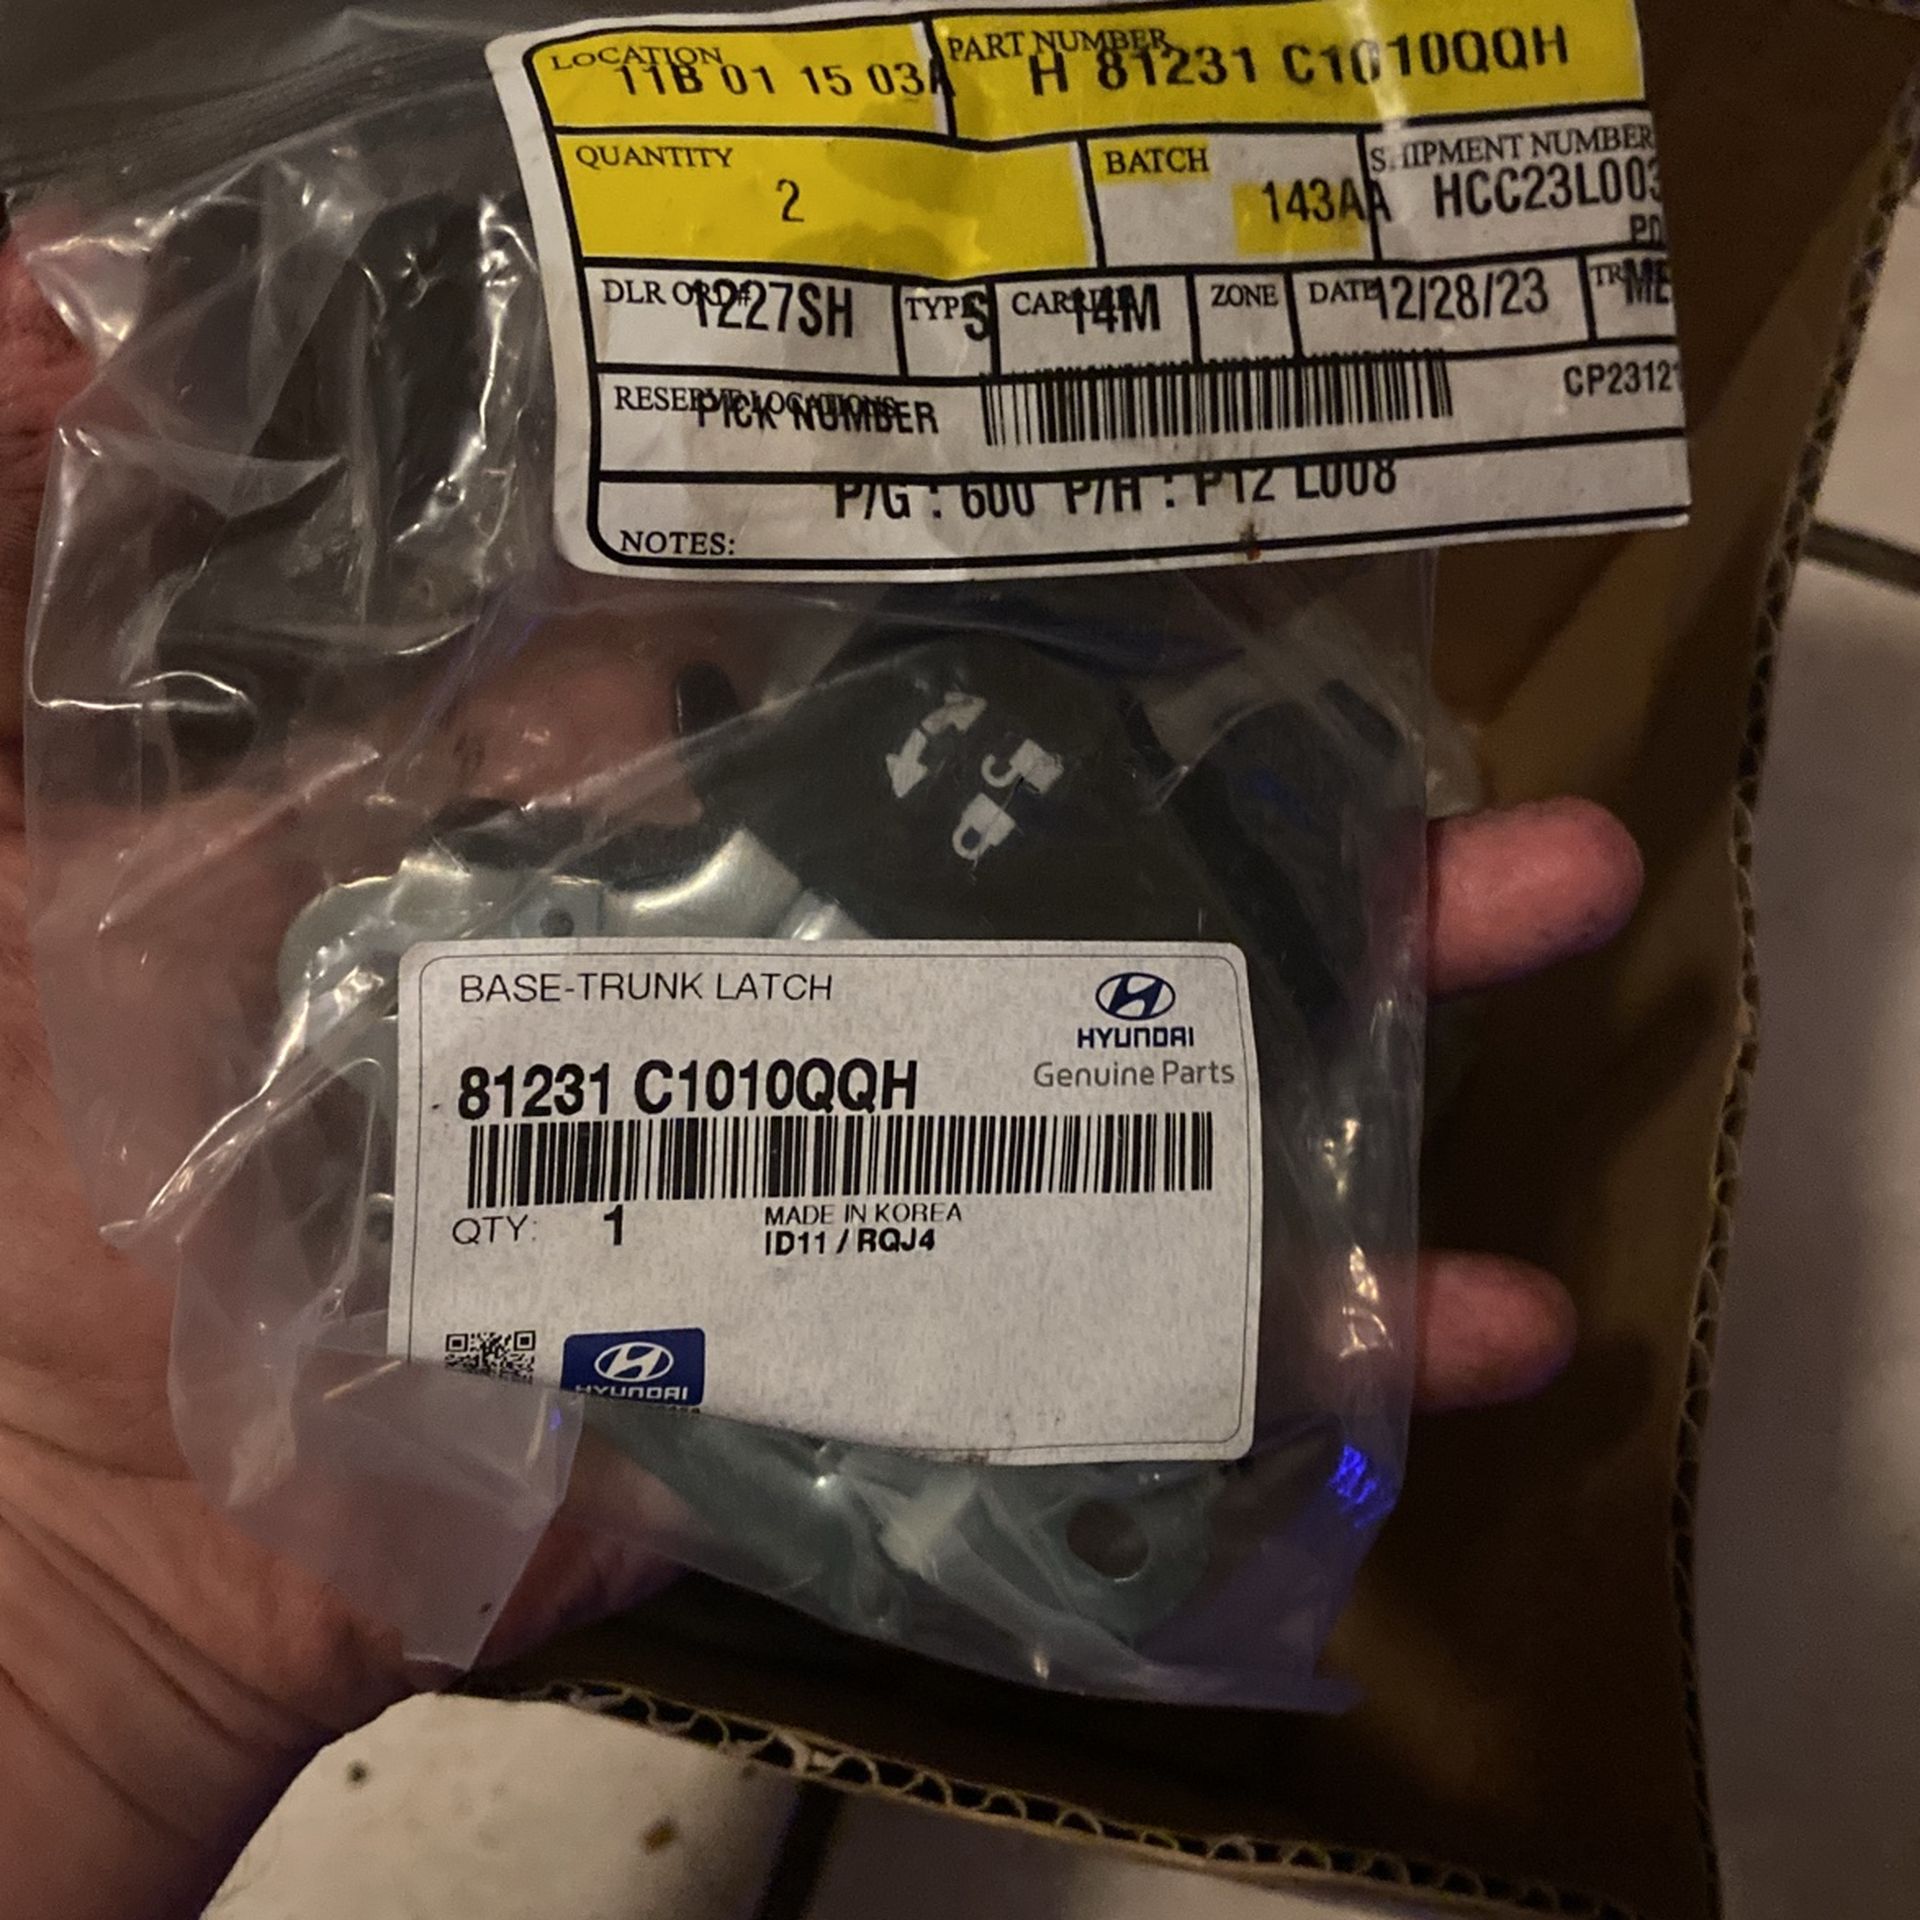 LOCATION
11B 01 15 03A
PART NUMBER
H 81231 C1010QQH
QUANTITY
2
BATCH
143AA
SHIPMENT NUMBER
HCC23L003
DLR ORD#
1227SH
TYPE
S
CARRIER
14M
ZONE
DATE
12/28/23
ME
RESERVE LOCATIONS
PICK NUMBER
CP2312
P/G : 600 P/H : P12 L008
NOTES:
BASE-TRUNK LATCH
HYUNDAI
Genuine Parts
81231 C1010QQH
QTY: 1
MADE IN KOREA
ID11 / RQJ4
HYUNDAI